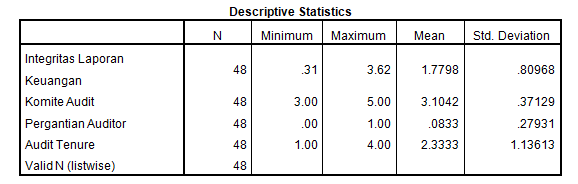 Descriptive Statistics
N Minimum Maximum Mean Std. Deviation
Integritas Laporan
Keuangan 48 .31 3.62 1.7798 .80968
Komite Audit 48 3.00 5.00 3.1042 .37129
Pergantian Auditor 48 .00 1.00 .0833 .27931
Audit Tenure 48 1.00 4.00 2.3333 1.13613
Valid N (listwise) 48